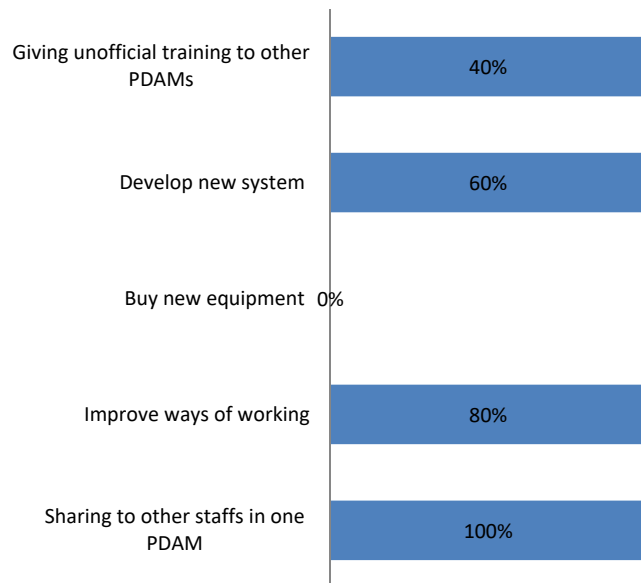 Giving unofficial training to other
PDAMs
40%
Develop new system
60%
Buy new equipment
0%
Improve ways of working
80%
Sharing to other staffs in one
PDAM
100%